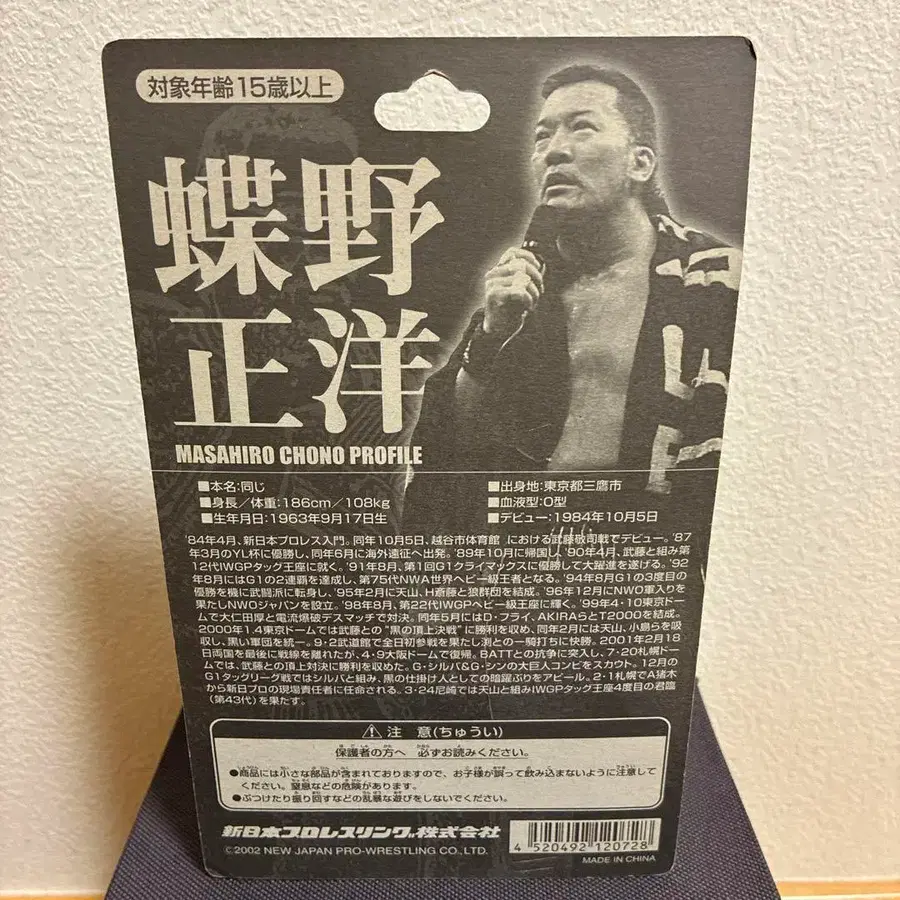 対象年齢15歳以上
蝶野
正洋
MASAHIRO CHONO PROFILE
■本名:同じ
■身長/体重:186cm/108kg
■生年月日:1963年9月17日生
■出身地:東京都三鷹市
■血液型:O型
■デビュー:1984年10月5日
'84年4月、新日本プロレス入門。同年10月5日、越谷市体育館 における武藤敬司戦でデビュー。'87
年3月のYL杯に優勝し、同年6月に海外遠征へ出発。'89年10月に帰国し、'90年4月、武藤と組み第
12代IWGPタッグ王座に就く。'91年8月、第1回G1クライマックスに優勝して大躍進を遂げる。'92
年8月にはG1の2連覇を達成し、第75代NWA世界ヘビー級王者となる。'94年8月G1の3度目の
優勝を機に武闘派に転身し、'95年2月に天山、H斎藤と狼群団を結成。'96年12月にNWO軍入りを
果たしNWOジャパンを設立。'98年8月、第22代IWGPヘビー級王座に輝く。'99年4・10東京ドー
ムで大仁田厚と電流爆破デスマッチで対決。同年5月にはD・フライ、AKIRAらとT2000を結成。
2000年1.4東京ドームでは武藤との"黒の頂上決戦"に勝利を収め、同年2月には天山、小島らを吸
収し、黒い軍団を統一。9・2武道館で全日初参戦を果たし渕との一騎打ちに快勝。2001年2月18
日両国を最後に戦線を離れたが、4・9大阪ドームで復帰。BATTとの抗争に突入し、7・20札幌ドー
ムでは、武藤との頂上対決に勝利を収めた。G・シルバ&G・シンの大巨人コンビをスカウト。12月の
G1タッグリーグ戦ではシルバと組み、黒の仕掛け人としての暗躍ぶりをアピール。2・1札幌でA猪木
から新日プロの現場責任者に任命される。3・24尼崎では天山と組みIWGPタッグ王座4度目の君臨
(第43代)を果たす。
⚠ 注 意(ちゅうい)
保護者の方へ 必ずお読みください。
●商品には小さな部品が含まれておりますので、お子様が誤って飲み込まないように注意して
ください。窒息などの危険があります。
●ぶつけたり振り回すなどの乱暴な遊びをしないでください。
新日本プロレスリング株式会社
©2002 NEW JAPAN PRO-WRESTLING CO.,LTD.
4 520492 120728
MADE IN CHINA